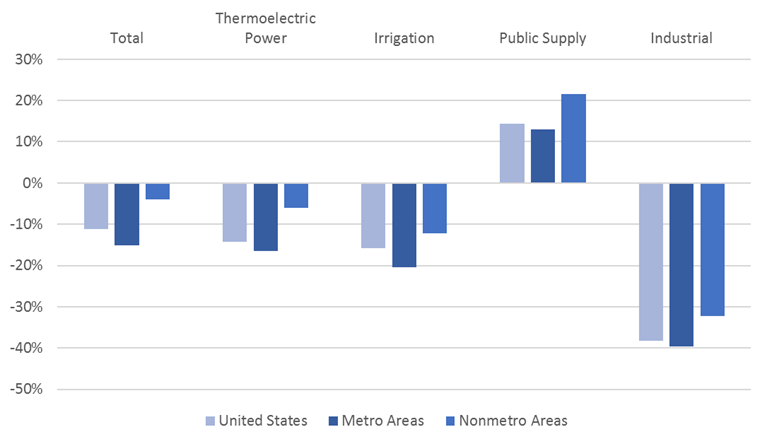 Total
Thermoelectric
Power
Irrigation
Public Supply
Industrial
30%
20%
10%
0%
-10%
-20%
-30%
-40%
-50%
United States
Metro Areas
Nonmetro Areas